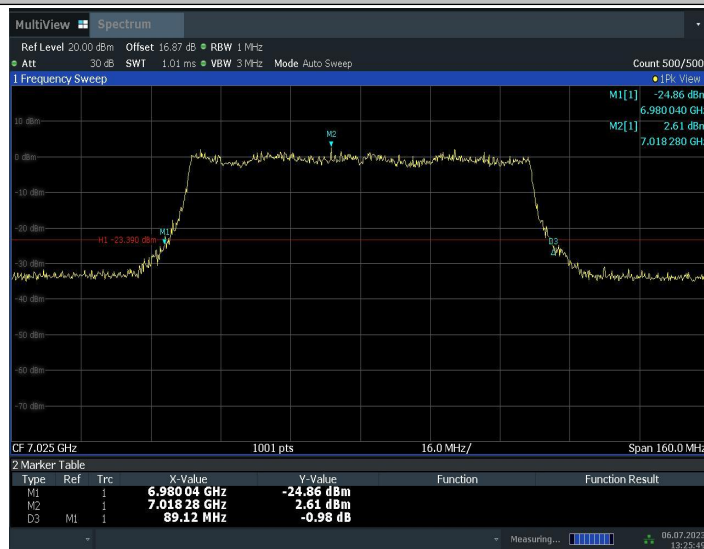 MultiView Spectrum
Ref Level 20.00 dBm Offset 16.87 dB RBW 1 MHz
Att 30 dB SWT 1.01 ms VBW 3 MHz Mode Auto Sweep Count 500/500
1 Frequency Sweep 1Pk View
M1[1] -24.86 dBm
6.980 040 GHz
M2[1] 2.61 dBm
7.018 280 GHz
10 dBm
M2
0 dBm
-10 dBm
-20 dBm
M1
H1 -23.390 dBm
D3
-30 dBm
-40 dBm
-50 dBm
-60 dBm
-70 dBm
CF 7.025 GHz 1001 pts 16.0 MHz/ Span 160.0 MHz
2 Marker Table
Type Ref Trc X-Value Y-Value Function Function Result
M1 1 6.980 04 GHz -24.86 dBm
M2 1 7.018 28 GHz 2.61 dBm
D3 M1 1 89.12 MHz -0.98 dB
Measuring... 06.07.2023
13:25:49